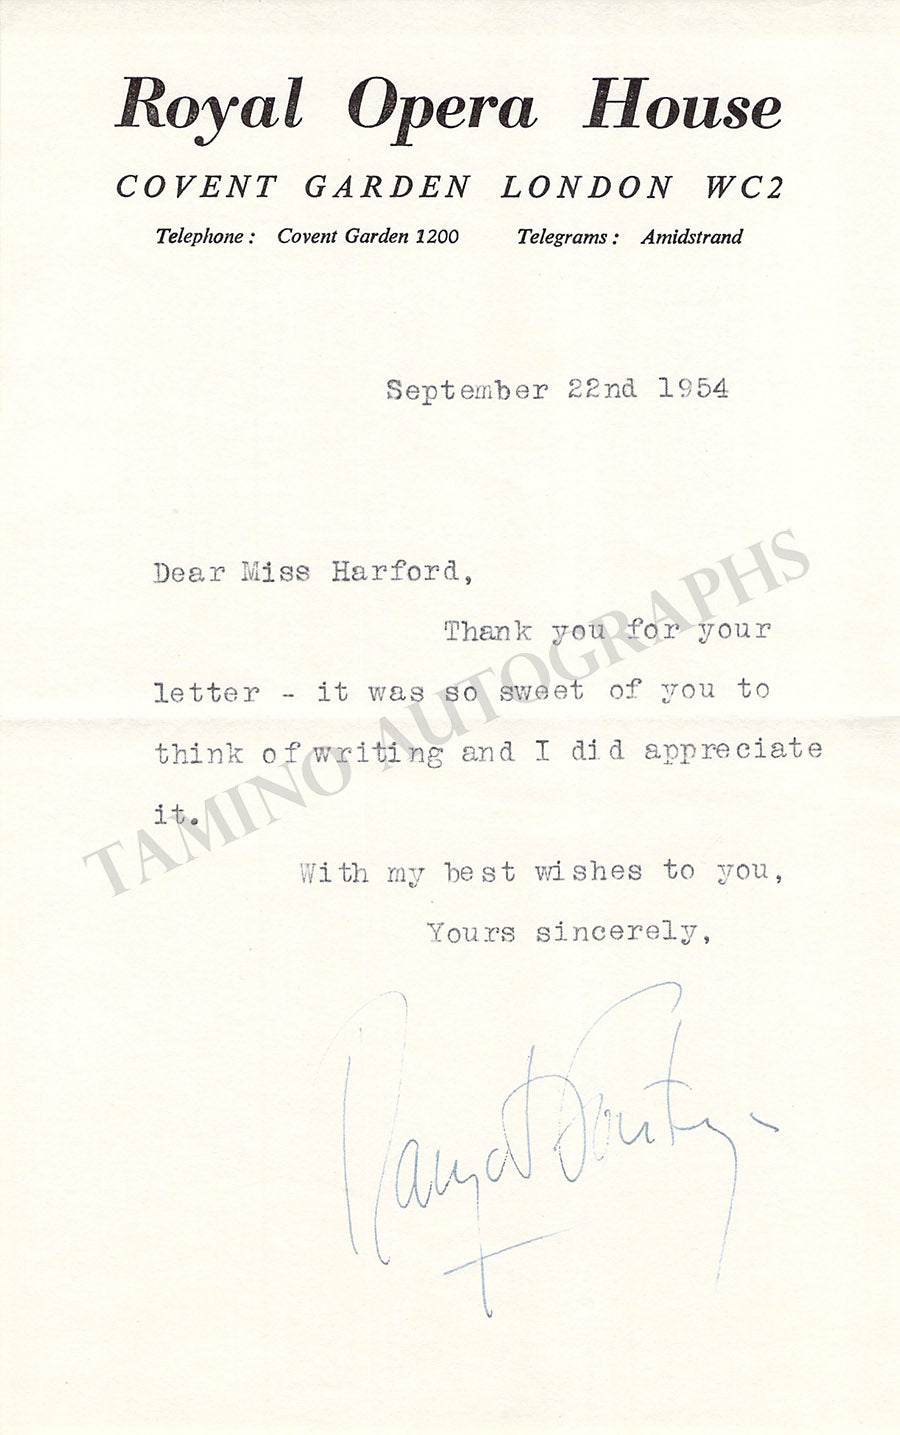 Royal Opera House
COVENT GARDEN LONDON WC2
Telephone: Covent Garden 1200 Telegrams: Amidstrand
September 22nd 1954
Dear Miss Harford,
Thank you for your
letter - it was so sweet of you to
think of writing and I did appreciate
it.
With my best wishes to you,
Yours sincerely,
Margot Fonteyn
TAMINO AUTOGRAPHS